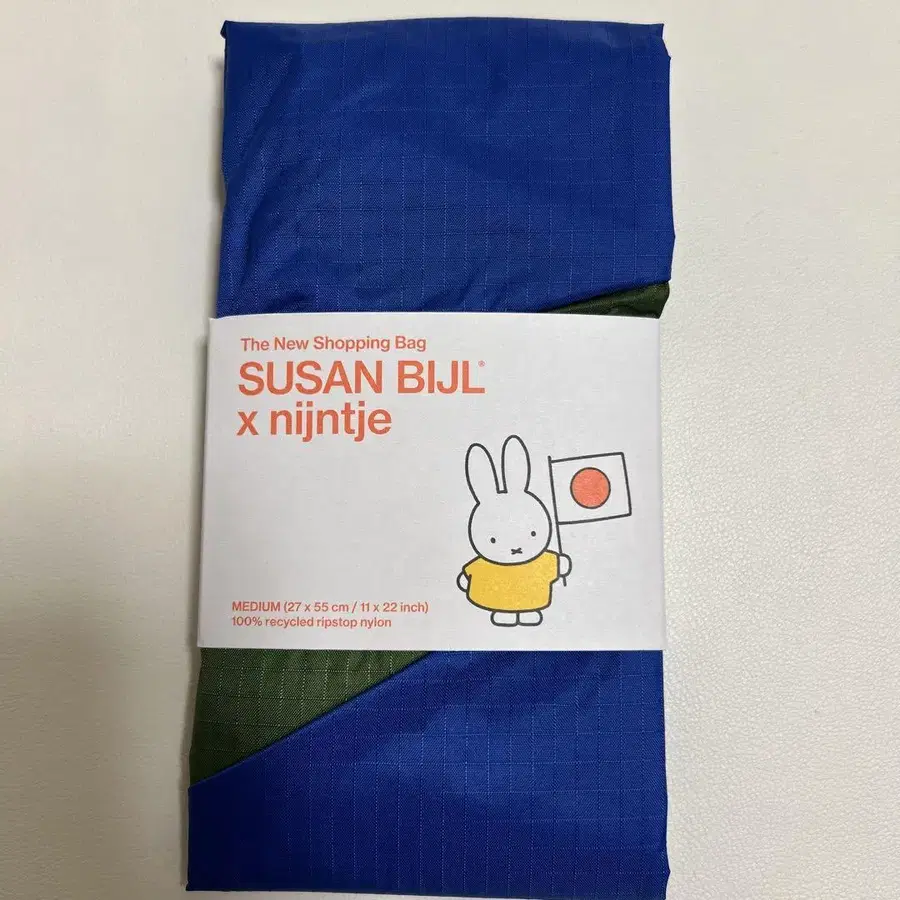 The New Shopping Bag
SUSAN BIJL®
x nijntje
MEDIUM (27 x 55 cm / 11 x 22 inch)
100% recycled ripstop nylon